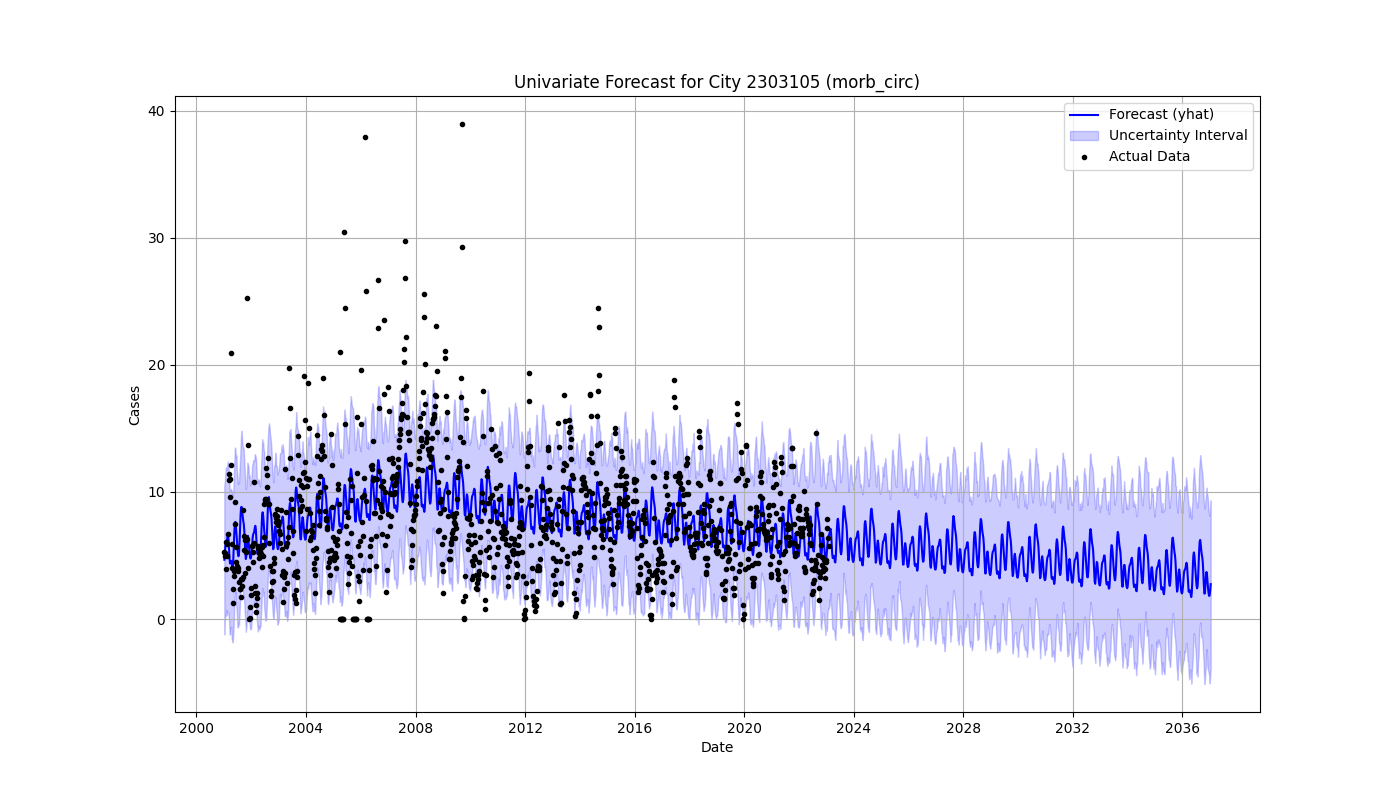 Univariate Forecast for City 2303105 (morb_circ)
Forecast (yhat)
Uncertainty Interval
Actual Data
Cases
40
30
20
10
0
2000 2004 2008 2012 2016 2020 2024 2028 2032 2036
Date